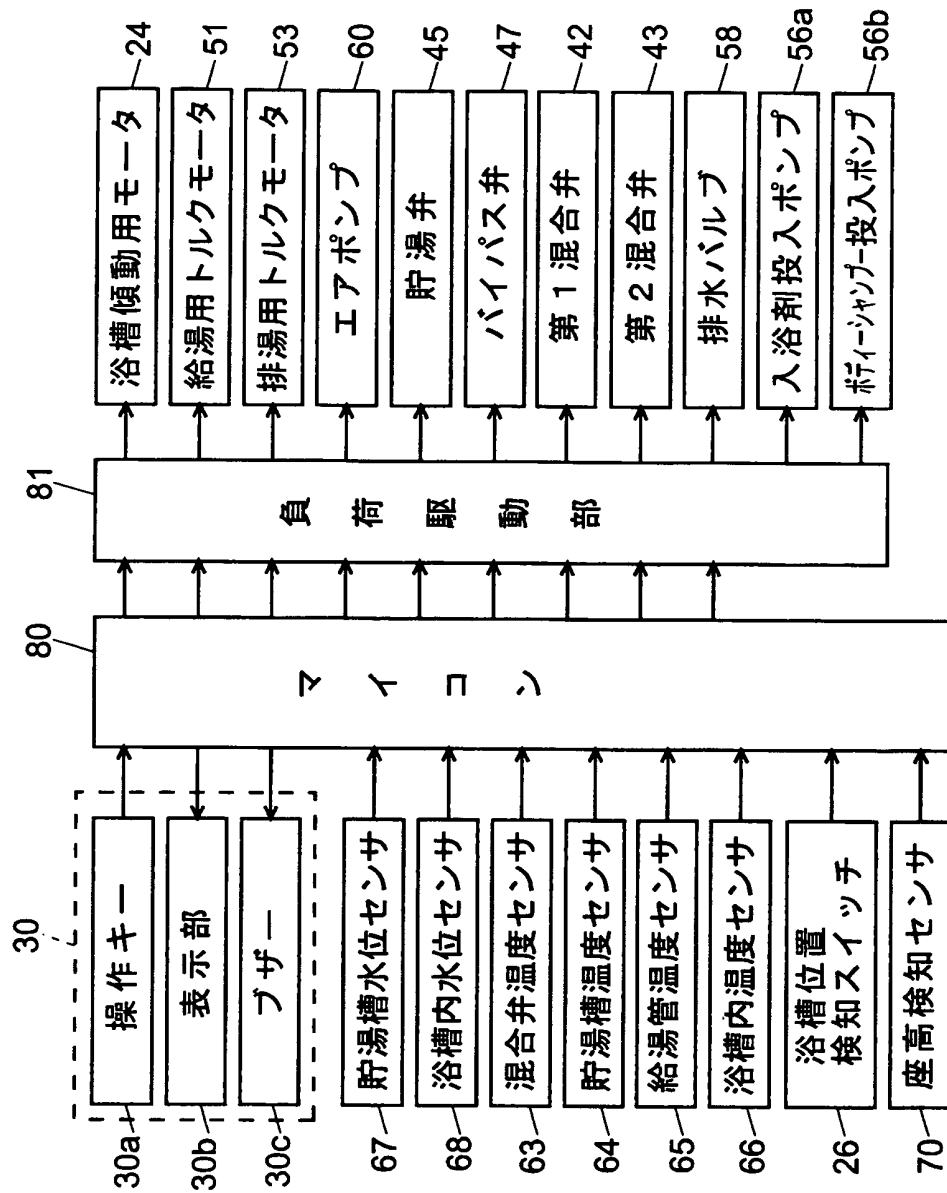 30
操作キー
30a
表示部
30b
ブザー
30c
貯湯槽水位センサ
67
浴槽内水位センサ
68
混合弁温度センサ
63
貯湯槽温度センサ
64
給湯管温度センサ
65
浴槽内温度センサ
66
浴槽位置
検知スイッチ
26
座高検知センサ
70
80
マイコン
81
負荷駆動部
浴槽傾動用モータ
24
給湯用トルクモータ
51
排湯用トルクモータ
53
エアポンプ
60
貯湯弁
45
バイパス弁
47
第1混合弁
42
第2混合弁
43
排水バルブ
58
入浴剤投入ポンプ
56a
ボディーシャンプー投入ポンプ
56b